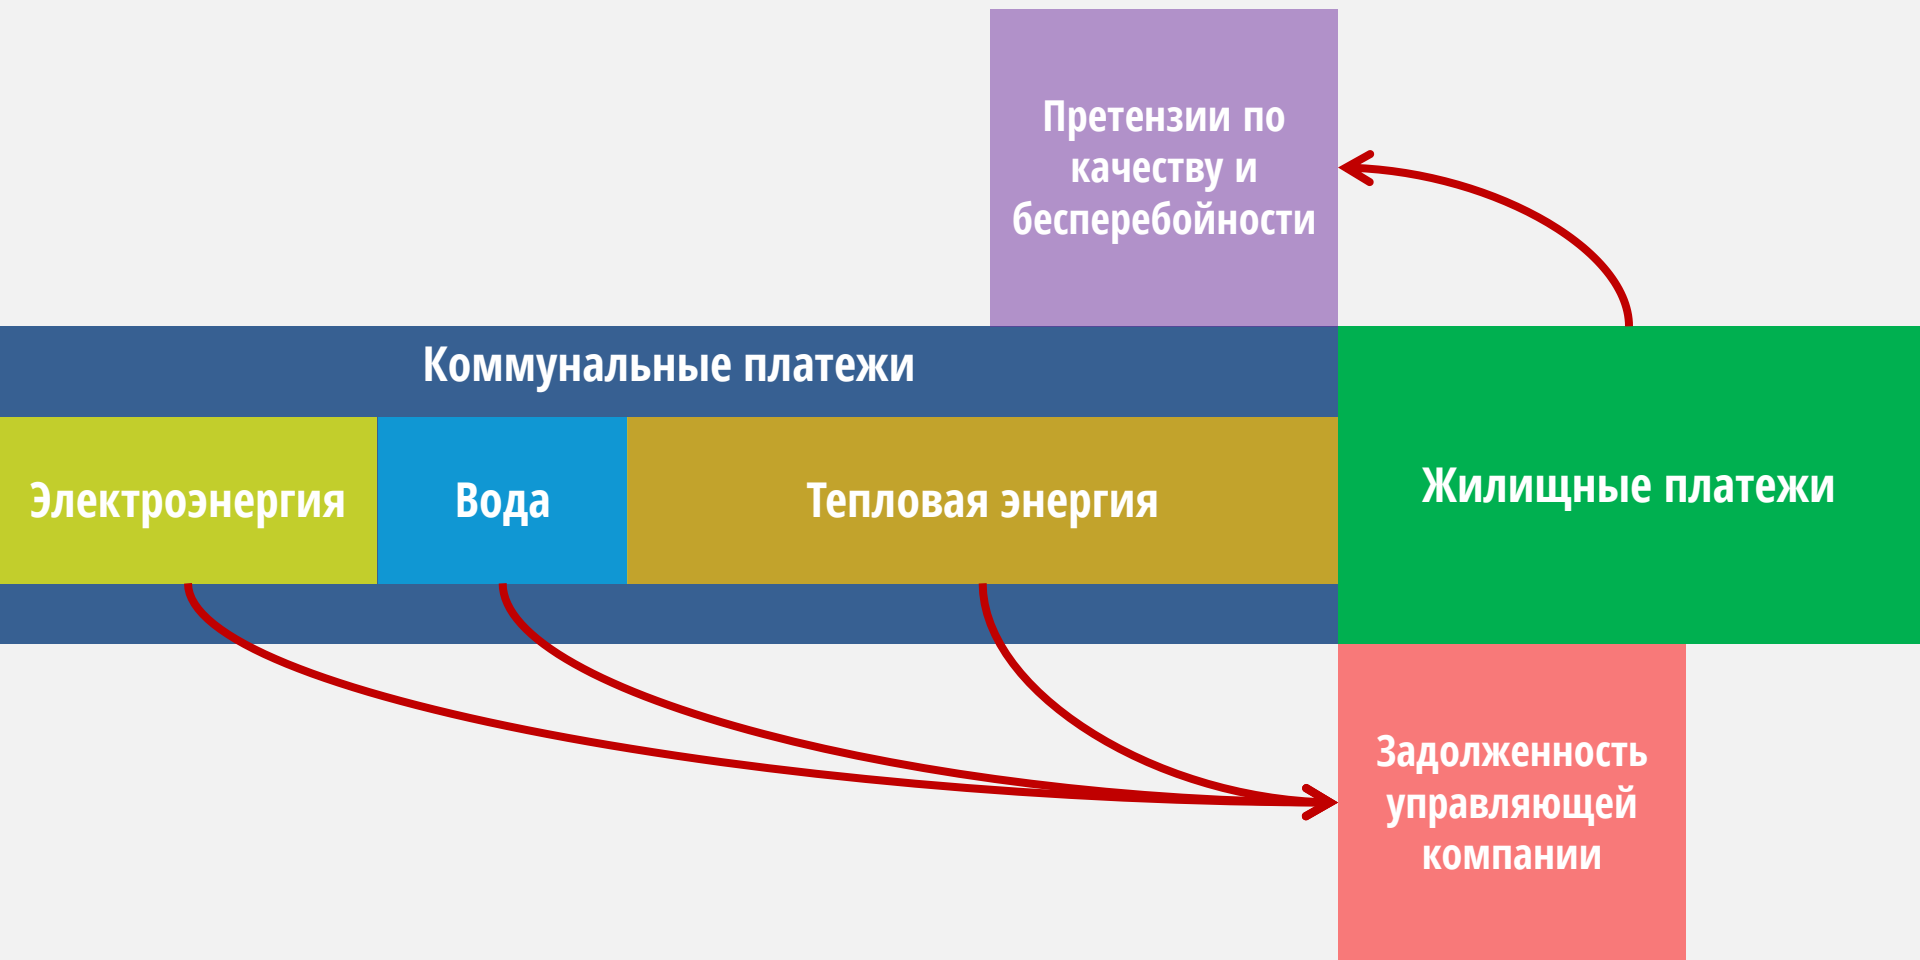 Претензии по
качеству и
бесперебойности
Коммунальные платежи
Электроэнергия
Вода
Тепловая энергия
Жилищные платежи
Задолженность
управляющей
компании